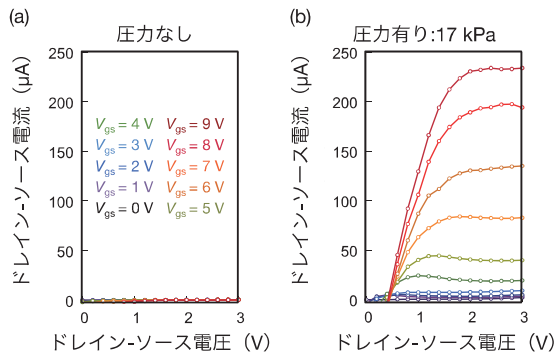 (a)
圧力なし
ドレイン-ソース電流 (μA)
250
200
150
100
50
0
Vgs = 4 V
Vgs = 9 V
Vgs = 3 V
Vgs = 8 V
Vgs = 2 V
Vgs = 7 V
Vgs = 1 V
Vgs = 6 V
Vgs = 0 V
Vgs = 5 V
0 1 2 3
ドレイン-ソース電圧 (V)
(b)
圧力有り:17 kPa
ドレイン-ソース電流 (μA)
250
200
150
100
50
0
0 1 2 3
ドレイン-ソース電圧 (V)